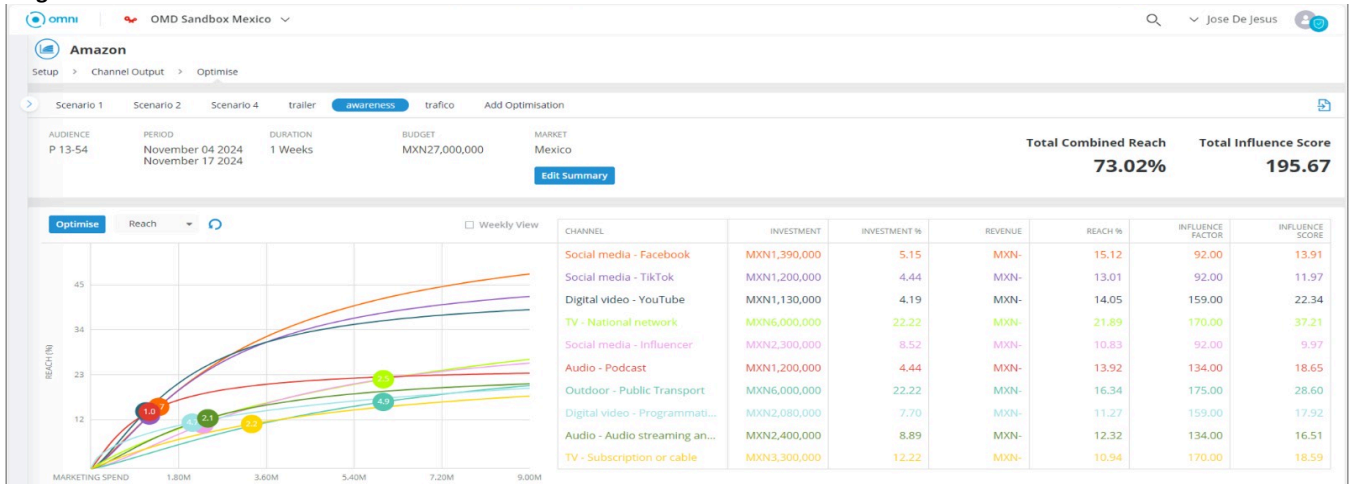 omni OMD Sandbox Mexico Jose De Jesus
Amazon
Setup > Channel Output > Optimise
Scenario 1 Scenario 2 Scenario 4 trailer awareness trafico Add Optimisation
AUDIENCE PERIOD DURATION BUDGET MARKET
P 13-54 November 04 2024 1 Weeks MXN27,000,000 Mexico
November 17 2024
Edit Summary
Total Combined Reach Total Influence Score
73.02% 195.67
Optimise Reach Weekly View
45
34
23
12
REACH (%)
2.5
4.9
1.0 7
2.1
2.2
MARKETING SPEND 1.80M 3.60M 5.40M 7.20M 9.00M
CHANNEL INVESTMENT INVESTMENT % REVENUE REACH % INFLUENCE FACTOR INFLUENCE SCORE
Social media - Facebook MXN1,390,000 5.15 MXN- 15.12 92.00 13.91
Social media - TikTok MXN1,200,000 4.44 MXN- 13.01 92.00 11.97
Digital video - YouTube MXN1,130,000 4.19 MXN- 14.05 159.00 22.34
TV - National network MXN6,000,000 22.22 MXN- 21.89 170.00 37.21
Social media - Influencer MXN2,300,000 8.52 MXN- 10.83 92.00 9.97
Audio - Podcast MXN1,200,000 4.44 MXN- 13.92 134.00 18.65
Outdoor - Public Transport MXN6,000,000 22.22 MXN- 16.34 175.00 28.60
Digital video - Programmati... MXN2,080,000 7.70 MXN- 11.27 159.00 17.92
Audio - Audio streaming an... MXN2,400,000 8.89 MXN- 12.32 134.00 16.51
TV - Subscription or cable MXN3,300,000 12.22 MXN- 10.94 170.00 18.59